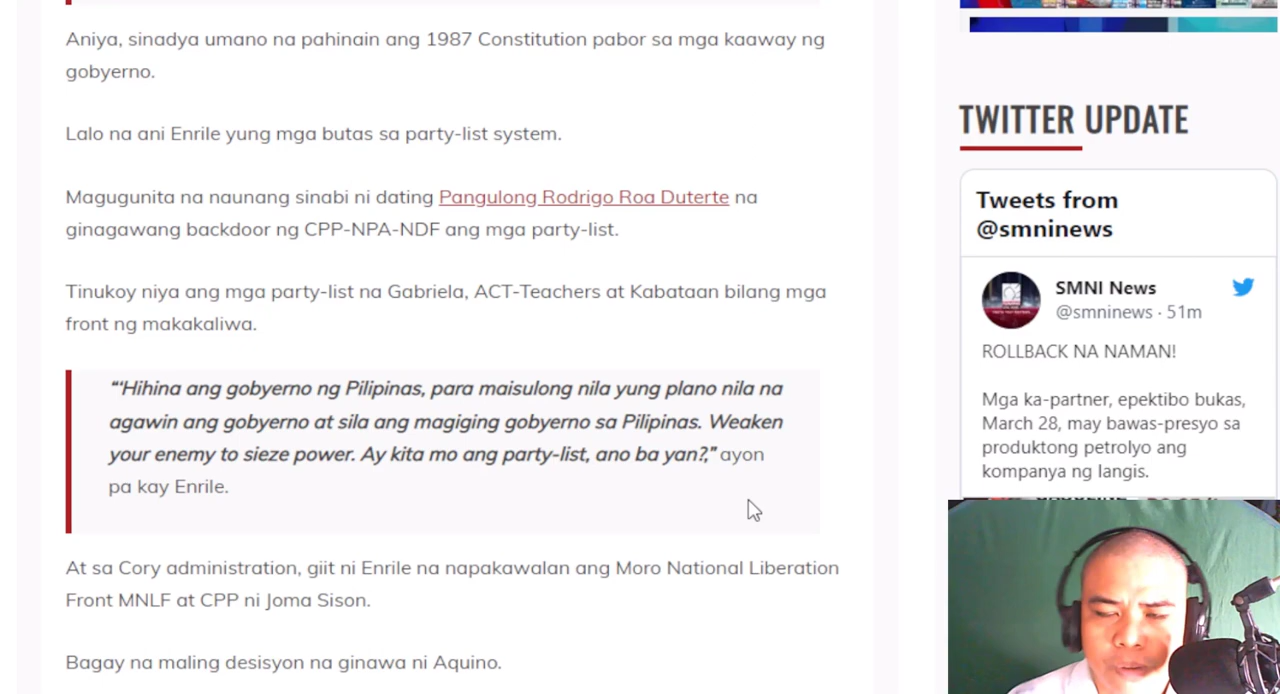 Aniya, sinadya umano na pahinain ang 1987 Constitution pabor sa mga kaaway ng
gobyerno.
Lalo na ani Enrile yung mga butas sa party-list system.
Magugunita na naunang sinabi ni dating Pangulong Rodrigo Roa Duterte na
ginagawang backdoor ng CPP-NPA-NDF ang mga party-list.
Tinukoy niya ang mga party-list na Gabriela, ACT-Teachers at Kabataan bilang mga
front ng makakaliwa.
“‘Hihina ang gobyerno ng Pilipinas, para maisulong nila yung plano nila na
agawin ang gobyerno at sila ang magiging gobyerno sa Pilipinas. Weaken
your enemy to sieze power. Ay kita mo ang party-list, ano ba yan?,” ayon
pa kay Enrile.
At sa Cory administration, giit ni Enrile na napakawalan ang Moro National Liberation
Front MNLF at CPP ni Joma Sison.
Bagay na maling desisyon na ginawa ni Aquino.
TWITTER UPDATE
Tweets from
@smninews
SMNI News
@smninews · 51m
ROLLBACK NA NAMAN!
Mga ka-partner, epektibo bukas,
March 28, may bawas-presyo sa
produktong petrolyo ang
kompanya ng langis.